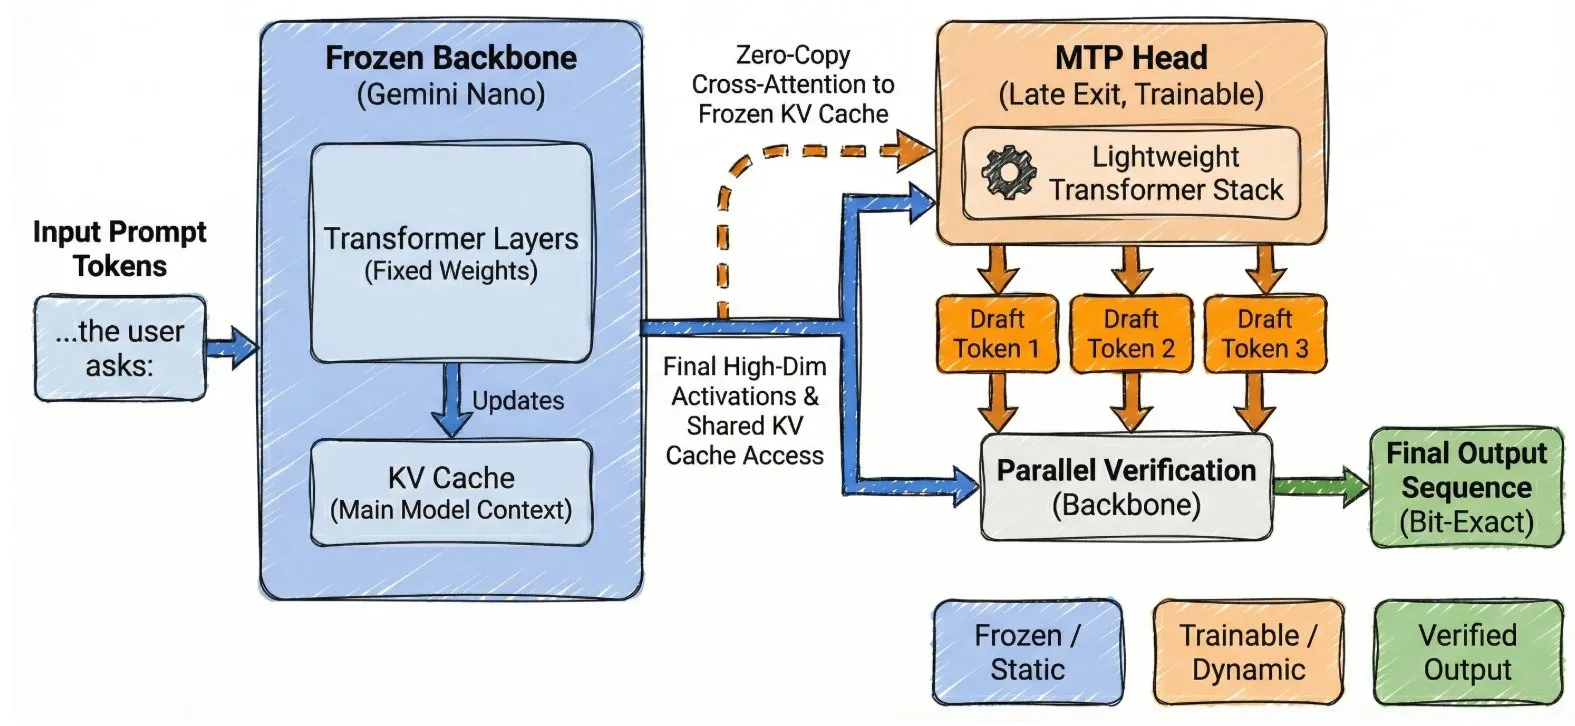 Input Prompt
Tokens
...the user
asks:
Frozen Backbone
(Gemini Nano)
Transformer Layers
(Fixed Weights)
Updates
KV Cache
(Main Model Context)
Zero-Copy
Cross-Attention to
Frozen KV Cache
Final High-Dim
Activations &
Shared KV
Cache Access
MTP Head
(Late Exit, Trainable)
Lightweight
Transformer Stack
Draft
Token 1
Draft
Token 2
Draft
Token 3
Parallel Verification
(Backbone)
Final Output
Sequence
(Bit-Exact)
Frozen /
Static
Trainable /
Dynamic
Verified
Output